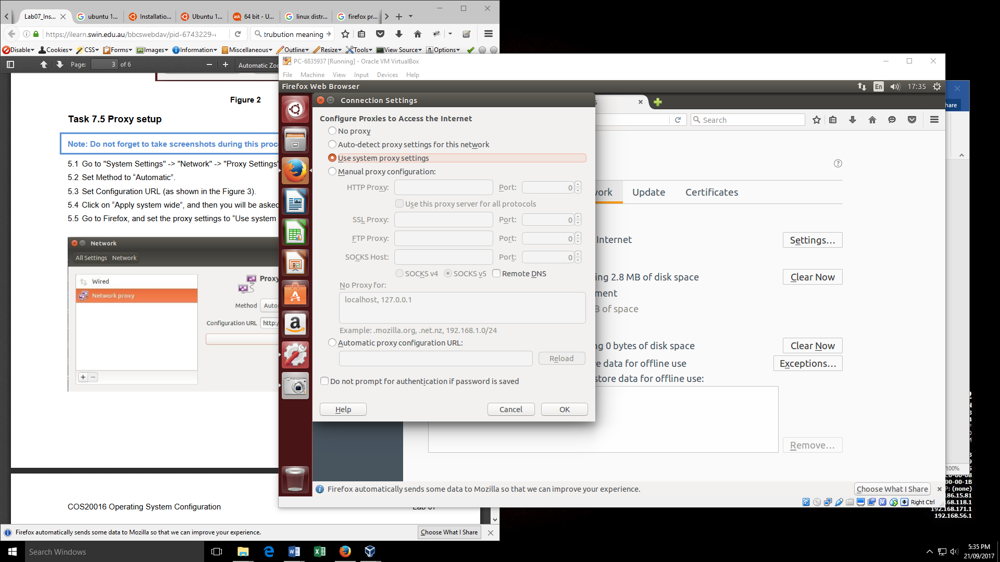 Lab07_Ins...
ubuntu 1...
Installatio...
Ubuntu 1...
64 bit - U...
linux distr...
firefox pr...
https://ilearn.swin.edu.au/bbcswebdav/pid-6743229-
trubution meaning
Disable
Cookies
CSS
Forms
Images
Information
Miscellaneous
Outline
Resize
Tools
View Source
Options
Page: 3 of 6
Automatic Zoo
Figure 2
Task 7.5 Proxy setup
Note: Do not forget to take screenshots during this proc
5.1 Go to "System Settings" -> "Network" -> "Proxy Settings"
5.2 Set Method to “Automatic”.
5.3 Set Configuration URL (as shown in the Figure 3).
5.4 Click on “Apply system wide”, and then you will be asked
5.5 Go to Firefox, and set the proxy settings to “Use system
Network
All Settings Network
Wired
Network proxy
Proxy
Method Auto
Configuration URL http:/
COS20016 Operating System Configuration
Lab 07
Firefox automatically sends some data to Mozilla so that we can improve your experience.
Choose What I Share
PC-6835937 [Running] - Oracle VM VirtualBox
File Machine View Input Devices Help
Firefox Web Browser
En
17:35
Connection Settings
Configure Proxies to Access the Internet
No proxy
Auto-detect proxy settings for this network
Use system proxy settings
Manual proxy configuration:
HTTP Proxy: Port: 0
Use this proxy server for all protocols
SSL Proxy: Port: 0
FTP Proxy: Port: 0
SOCKS Host: Port: 0
SOCKS v4 SOCKS v5 Remote DNS
No Proxy for:
localhost, 127.0.0.1
Example: .mozilla.org, .net.nz, 192.168.1.0/24
Automatic proxy configuration URL:
Reload
Do not prompt for authentication if password is saved
Help Cancel OK
Search
ork Update Certificates
Internet Settings...
ing 2.8 MB of disk space Clear Now
ment
B of space
ng 0 bytes of disk space Clear Now
e data for offline use Exceptions...
store data for offline use:
Remove...
Firefox automatically sends some data to Mozilla so that we can improve your experience.
Choose What I Share
Right Ctrl
hare
100%
00-00-1B
P: (none)
186.15.81
168.118.1
192.168.171.1
192.168.56.1
Search Windows
5:35 PM
21/09/2017